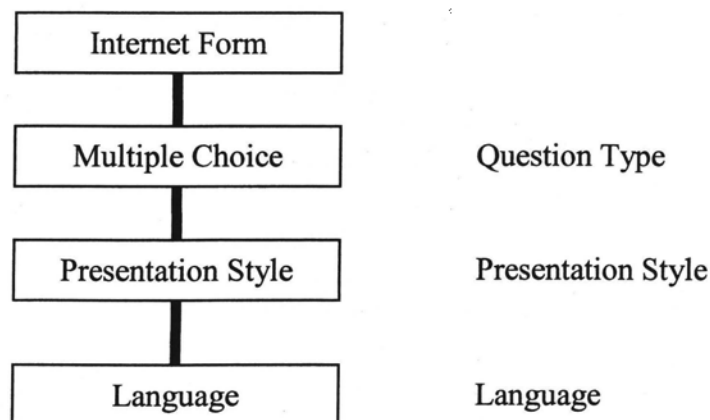 Internet Form
Multiple Choice Question Type
Presentation Style Presentation Style
Language Language